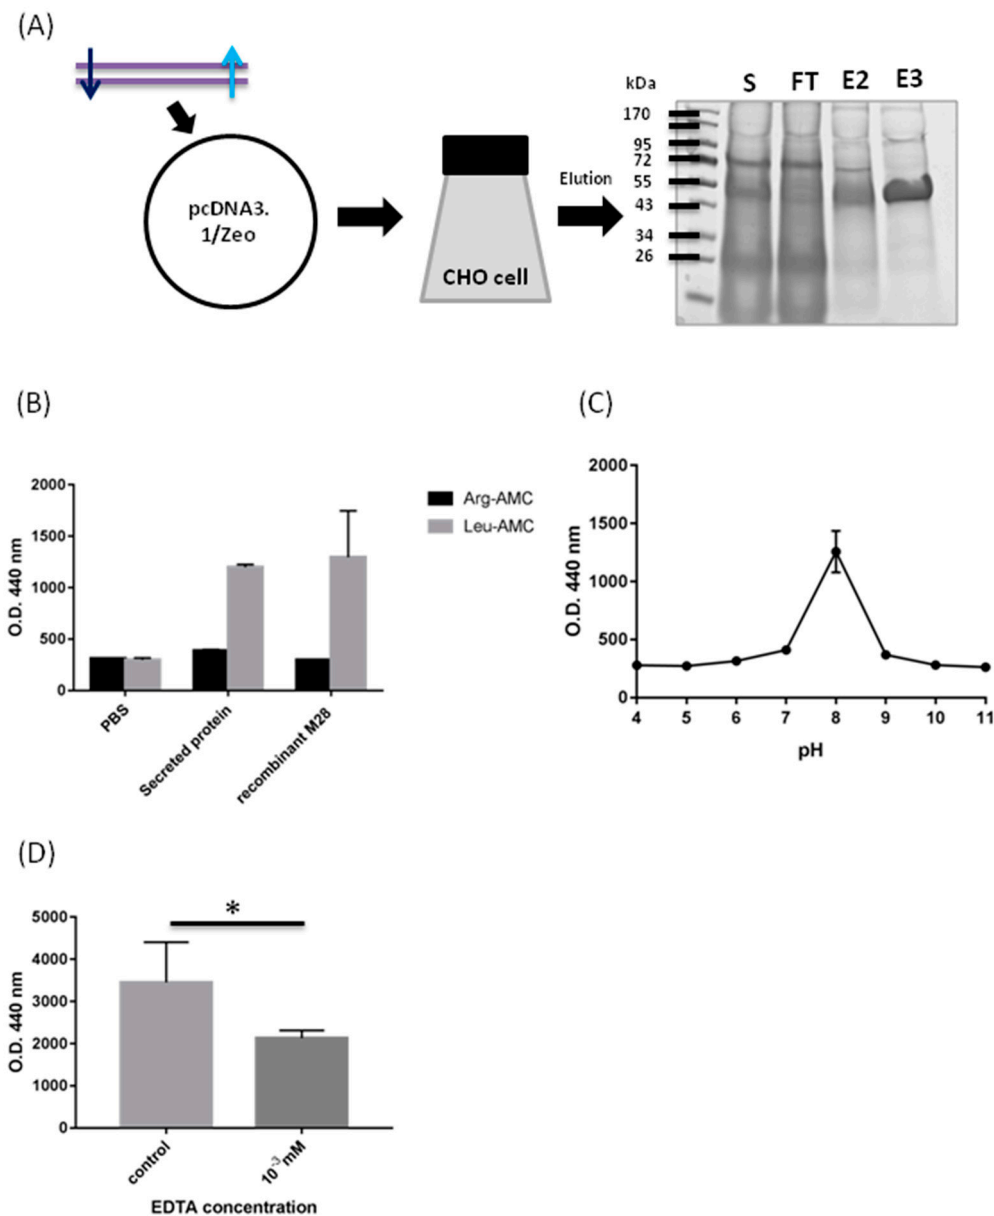 (A)
kDa
S FT E2 E3
170
95
72
55
43
34
26
pcDNA3.
1/Zeo
CHO cell
Elution
(B)
2000
1500
1000
500
0
O.D. 440 nm
PBS
Secreted protein
recombinant M28
Arg-AMC
Leu-AMC
(C)
2000
1500
1000
500
0
O.D. 440 nm
4 5 6 7 8 9 10 11
pH
(D)
5000
4000
3000
2000
1000
0
O.D. 440 nm
*
control
10⁻³ mM
EDTA concentration